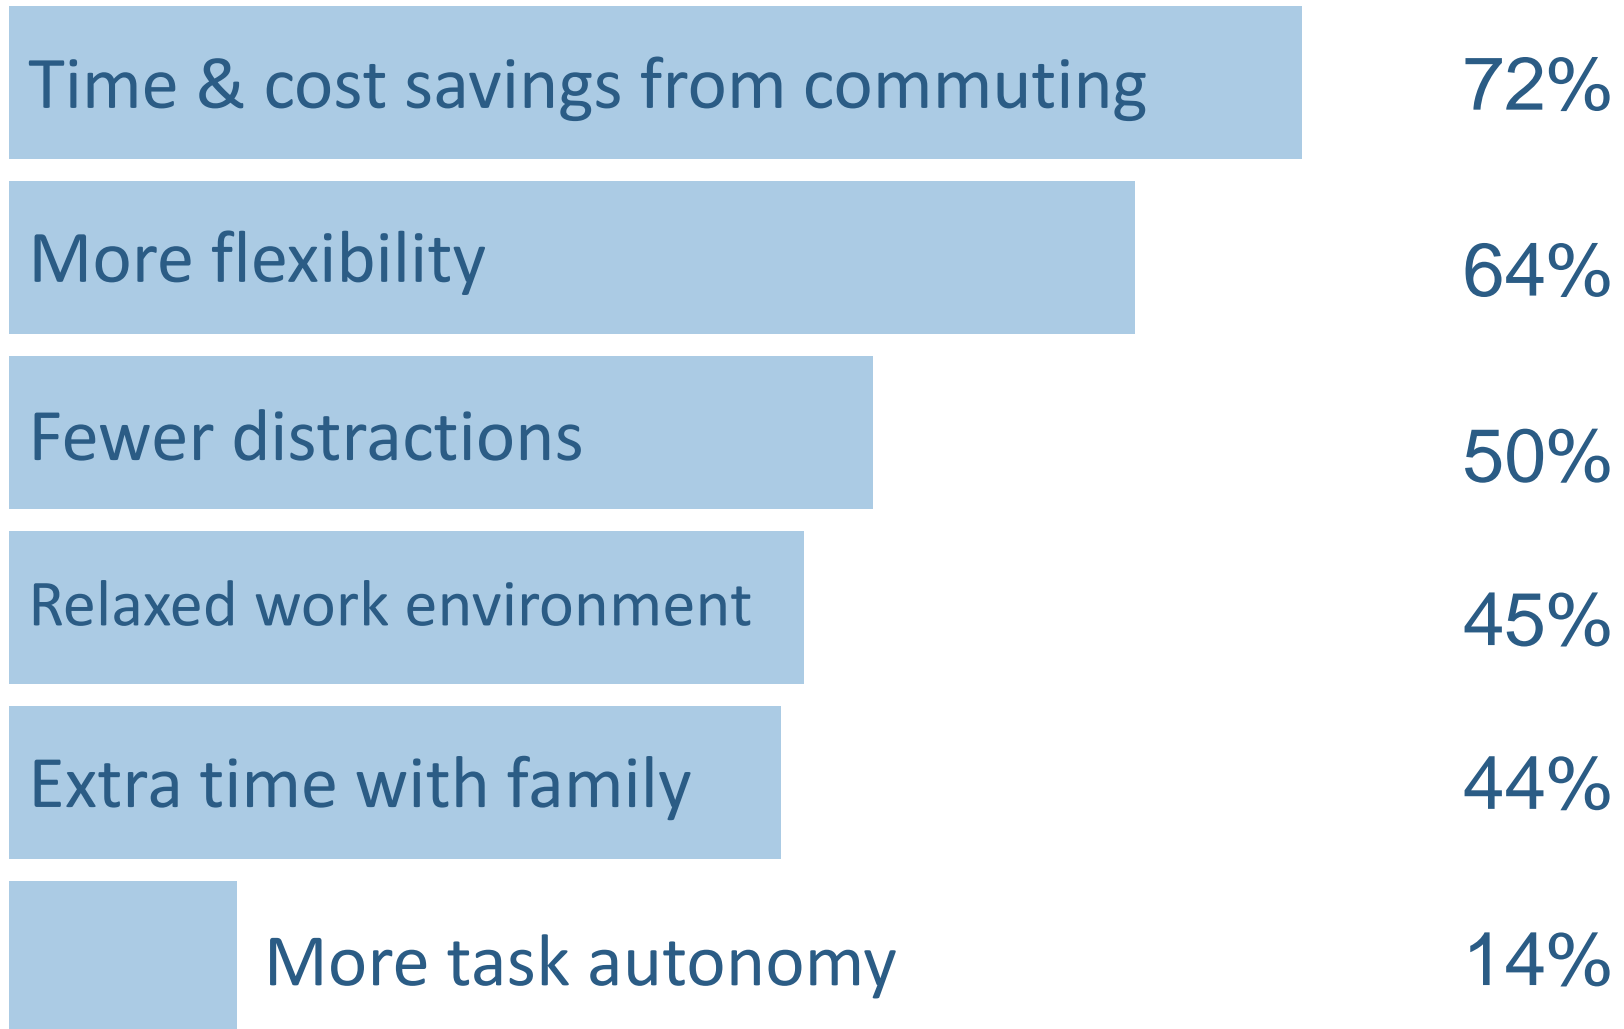 Time & cost savings from commuting 72%
More flexibility 64%
Fewer distractions 50%
Relaxed work environment 45%
Extra time with family 44%
More task autonomy 14%